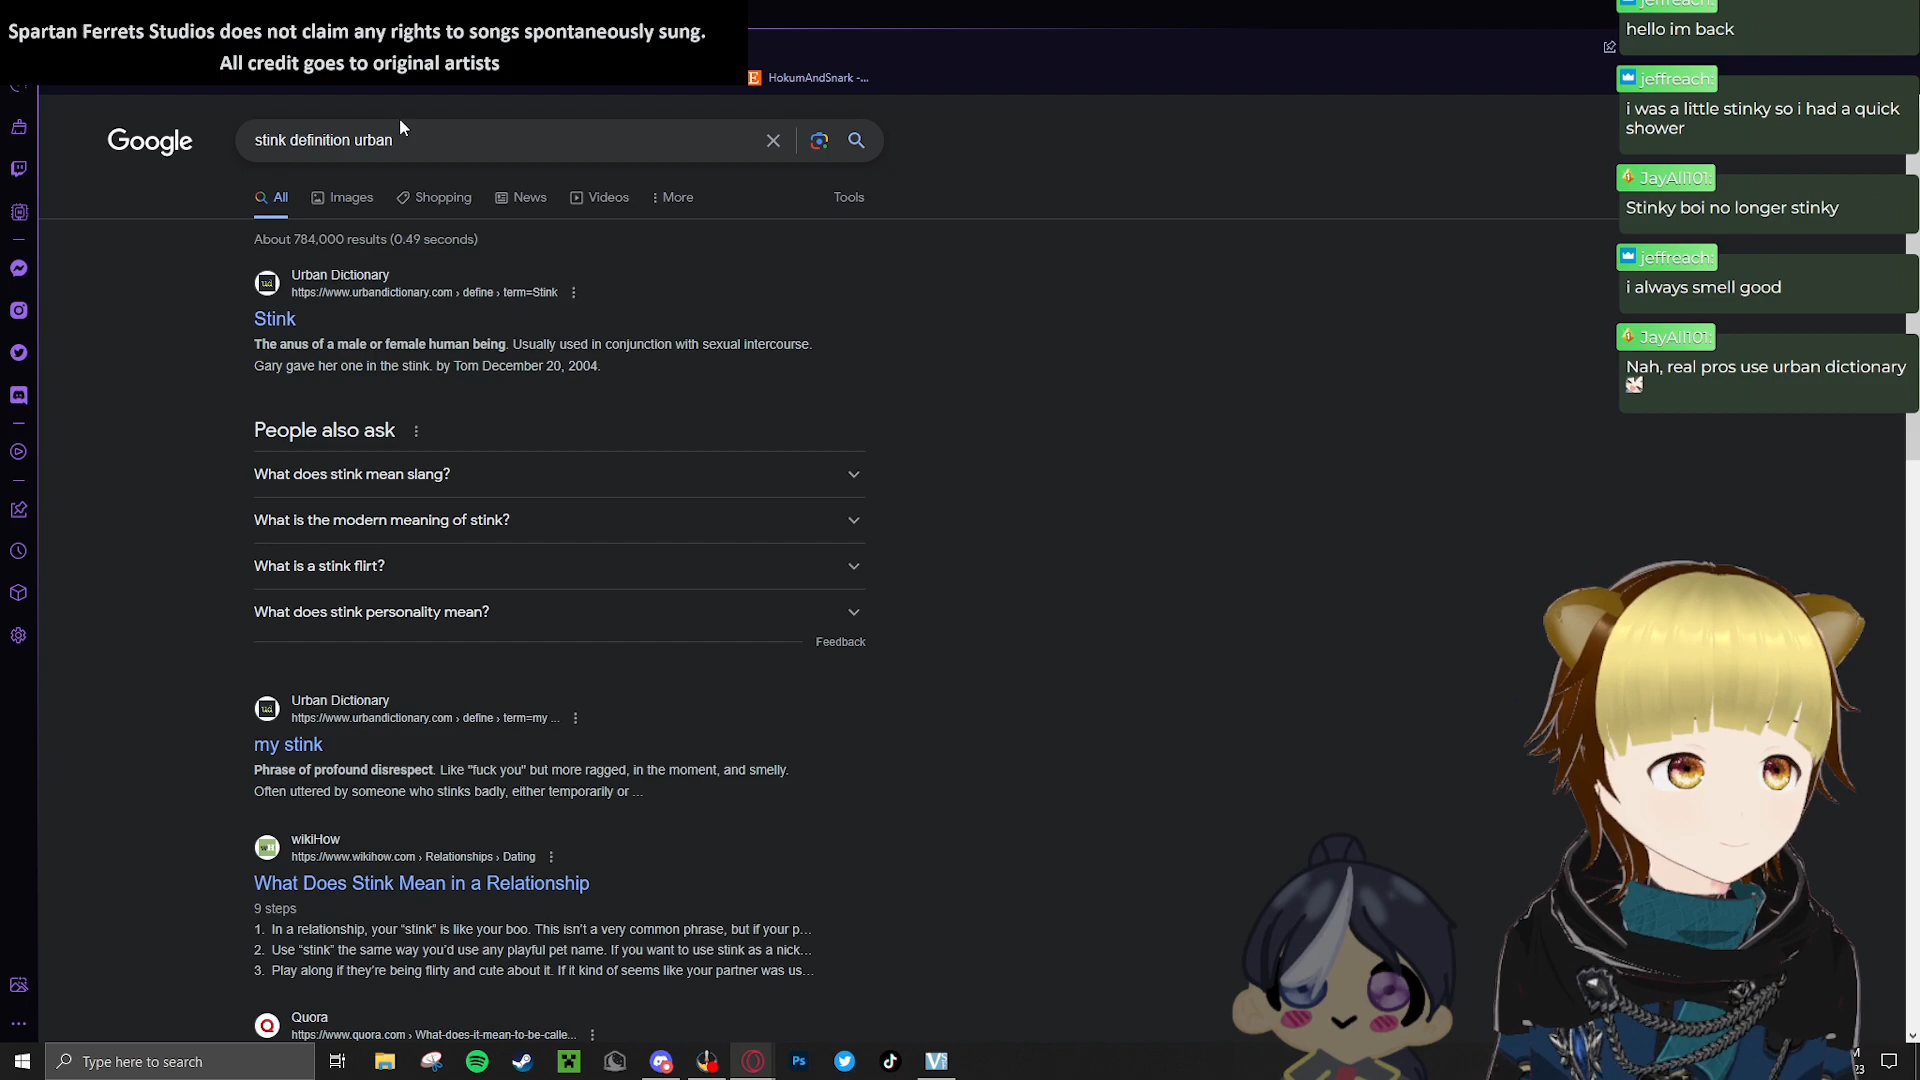 Spartan Ferrets Studios does not claim any rights to songs spontaneously sung.
All credit goes to original artists
HokumAndSnark -...
Google
stink definition urban
All
Images
Shopping
News
Videos
More
Tools
About 784,000 results (0.49 seconds)
Urban Dictionary
https://www.urbandictionary.com › define › term=Stink
Stink
The anus of a male or female human being. Usually used in conjunction with sexual intercourse.
Gary gave her one in the stink. by Tom December 20, 2004.
People also ask
What does stink mean slang?
What is the modern meaning of stink?
What is a stink flirt?
What does stink personality mean?
Feedback
Urban Dictionary
https://www.urbandictionary.com › define › term=my ...
my stink
Phrase of profound disrespect. Like "fuck you" but more ragged, in the moment, and smelly.
Often uttered by someone who stinks badly, either temporarily or ...
wikiHow
https://www.wikihow.com › Relationships › Dating
What Does Stink Mean in a Relationship
9 steps
1. In a relationship, your “stink” is like your boo. This isn’t a very common phrase, but if your p...
2. Use “stink” the same way you’d use any playful pet name. If you want to use stink as a nick...
3. Play along if they’re being flirty and cute about it. If it kind of seems like your partner was us...
Quora
https://www.quora.com › What-does-it-mean-to-be-calle...
jeffreach:
hello im back
jeffreach:
i was a little stinky so i had a quick
shower
JayAll101:
Stinky boi no longer stinky
jeffreach:
i always smell good
JayAll101:
Nah, real pros use urban dictionary
Type here to search
Ps
23